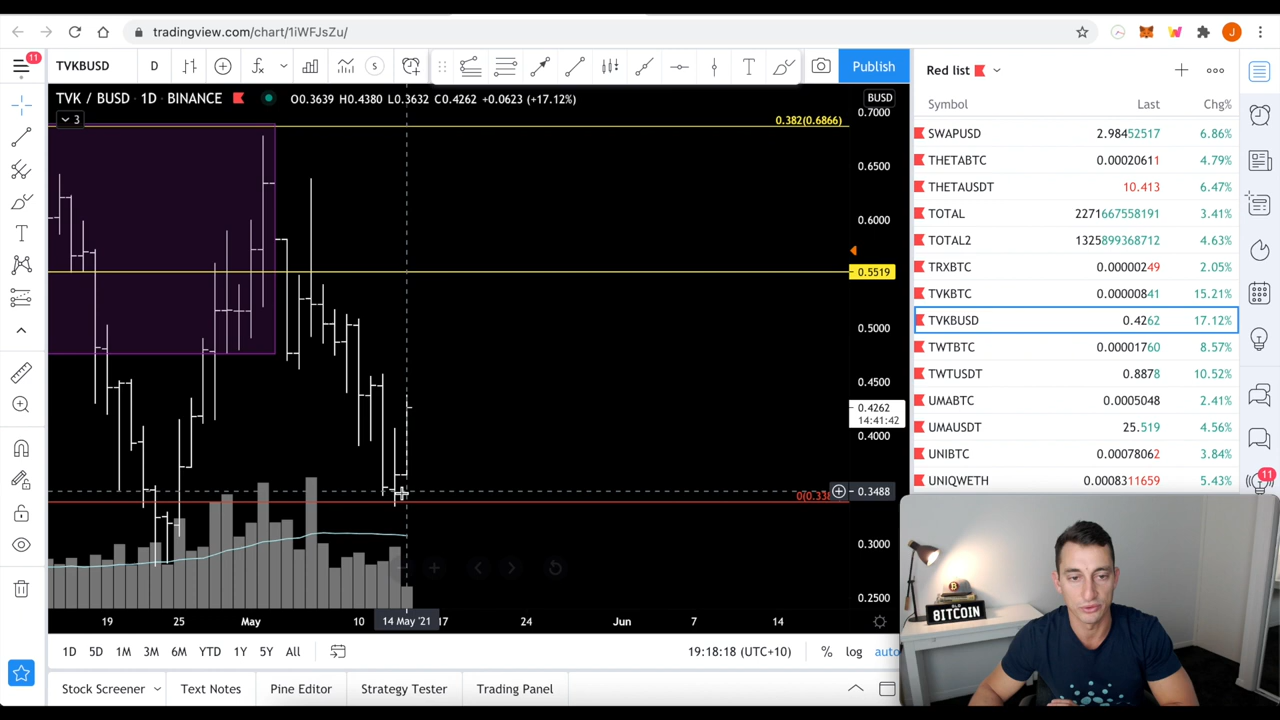 tradingview.com/chart/1iWFJsZu/
J
11
TVKBUSD
D
S
T
Publish
Red list
TVK / BUSD · 1D · BINANCE
O0.3639 H0.4380 L0.3632 C0.4262 +0.0623 (+17.12%)
BUSD
3
Symbol Last Chg%
SWAPUSD 2.98452517 6.86%
THETABTC 0.00020611 4.79%
THETAUSDT 10.413 6.47%
TOTAL 2271667558191 3.41%
TOTAL2 1325899368712 4.63%
TRXBTC 0.00000249 2.05%
TVKBTC 0.00000841 15.21%
TVKBUSD 0.4262 17.12%
TWTBTC 0.00001760 8.57%
TWTUSDT 0.8878 10.52%
UMABTC 0.0005048 2.41%
UMAUSDT 25.519 4.56%
UNIBTC 0.00078062 3.84%
UNIQWETH 0.0008311659 5.43%
11
0.382(0.6866)
0.7000
0.6500
0.6000
0.5519
0.5000
0.4500
0.4262
14:41:42
0.4000
0.3488
0.3000
0.2500
19 25 May 10 14 May '21 17 24 Jun 7 14
1D 5D 1M 3M 6M YTD 1Y 5Y All
19:18:18 (UTC+10) % log auto
Stock Screener Text Notes Pine Editor Strategy Tester Trading Panel
BITCOIN